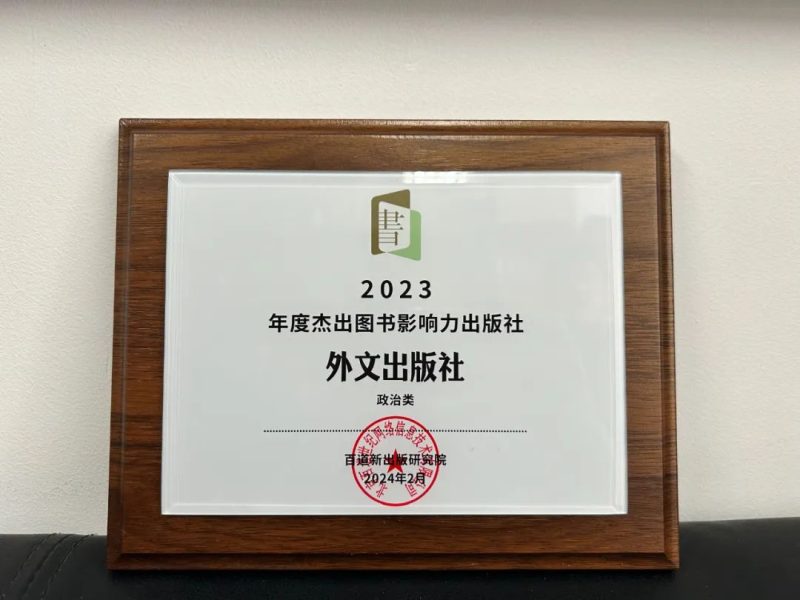 書
2023
年度杰出图书影响力出版社
外文出版社
政治类
百道新出版研究院
2024年2月